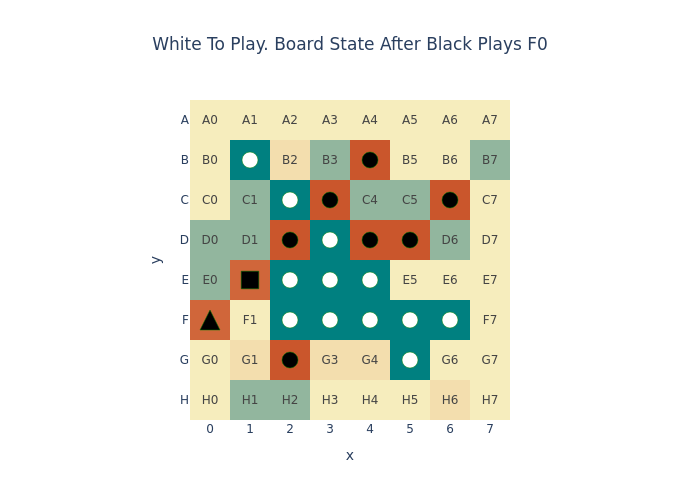 White To Play. Board State After Black Plays F0
A A0 A1 A2 A3 A4 A5 A6 A7
B B0 B2 B3 B5 B6 B7
C C0 C1 C4 C5 C7
D D0 D1 D6 D7
E E0 E5 E6 E7
F F1 F7
G G0 G1 G3 G4 G6 G7
H H0 H1 H2 H3 H4 H5 H6 H7
0 1 2 3 4 5 6 7
x
y